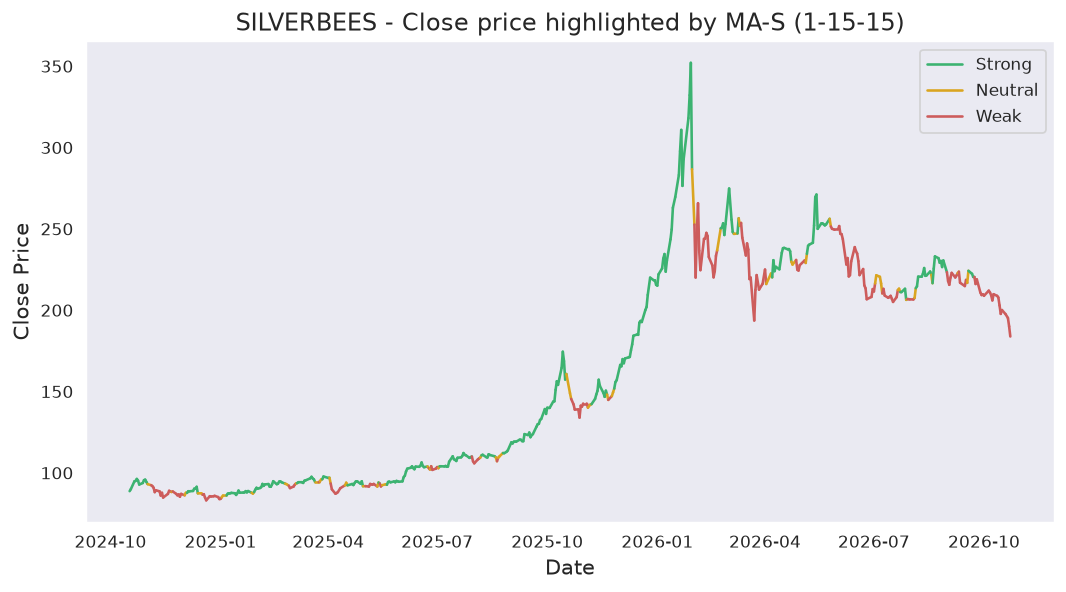 SILVERBEES - Close price highlighted by MA-S (1-15-15)
Strong
Neutral
Weak
Close Price
350
300
250
200
150
100
2024-10 2025-01 2025-04 2025-07 2025-10 2026-01 2026-04 2026-07 2026-10
Date